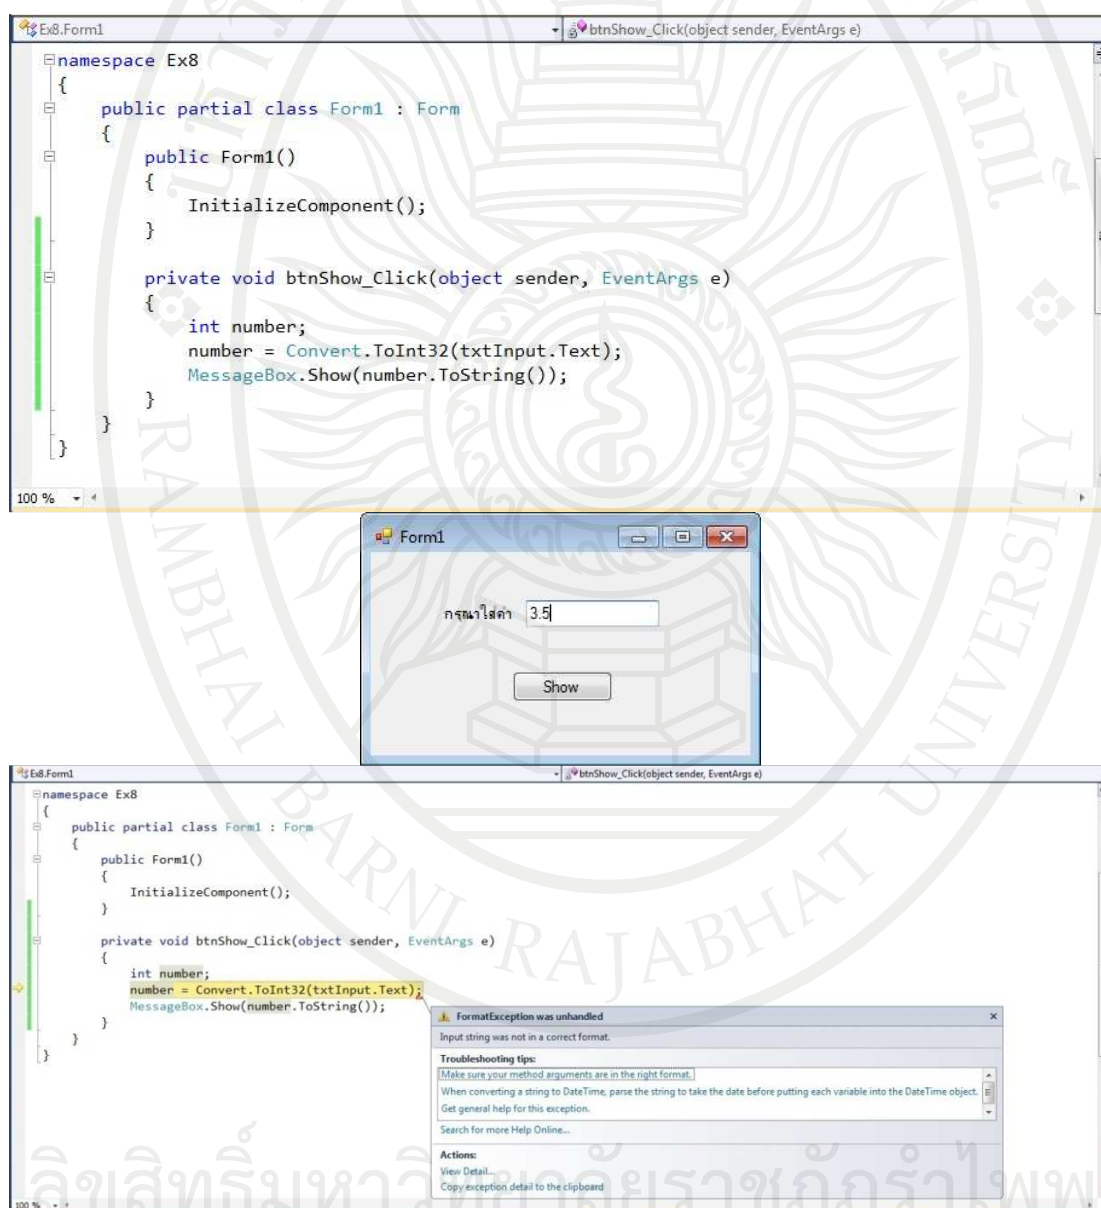 Ex8.Form1
btnShow_Click(object sender, EventArgs e)
namespace Ex8
{
public partial class Form1 : Form
{
public Form1()
{
InitializeComponent();
}
private void btnShow_Click(object sender, EventArgs e)
{
int number;
number = Convert.ToInt32(txtInput.Text);
MessageBox.Show(number.ToString());
}
}
}
100 %
Form1
กรุณาใส่ค่า 3.5
Show
Ex8.Form1
btnShow_Click(object sender, EventArgs e)
namespace Ex8
{
public partial class Form1 : Form
{
public Form1()
{
InitializeComponent();
}
private void btnShow_Click(object sender, EventArgs e)
{
int number;
number = Convert.ToInt32(txtInput.Text);
MessageBox.Show(number.ToString());
}
}
}
FormatException was unhandled
Input string was not in a correct format.
Troubleshooting tips:
Make sure your method arguments are in the right format.
When converting a string to DateTime, parse the string to take the date before putting each variable into the DateTime object.
Get general help for this exception.
Search for more Help Online...
Actions:
View Detail...
Copy exception detail to the clipboard
100 %
RAMBHAI BARNI RAJABHAT UNIVERSITY